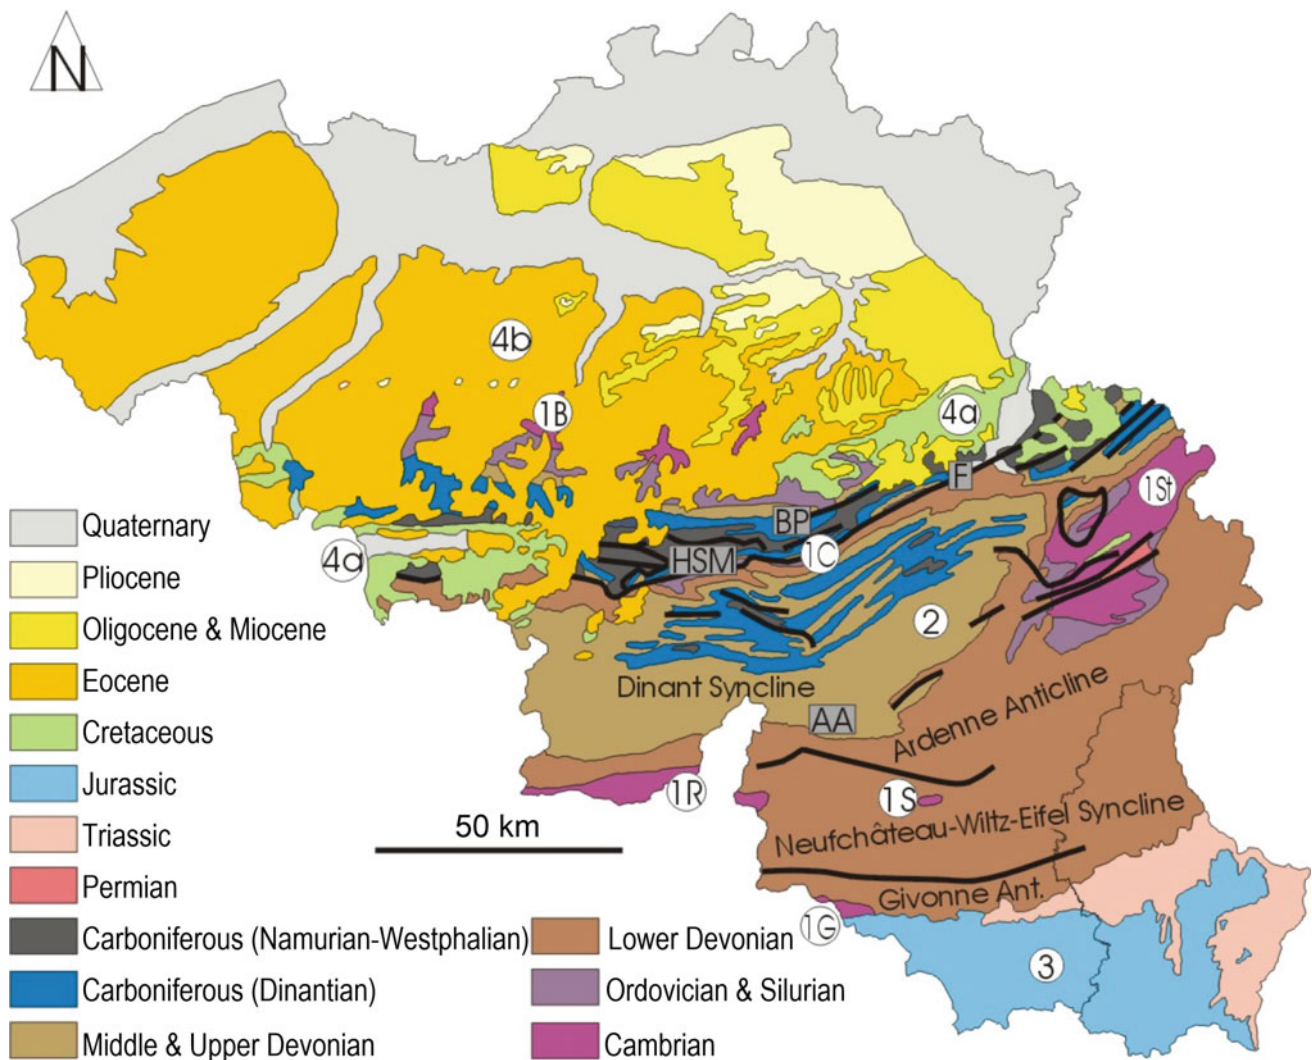 N
4b
1B
4a
F
1St
BP
4a
HSM
1C
2
Dinant Syncline
AA
Ardenne Anticline
1R
1S
50 km
Neufchâteau-Wiltz-Eifel Syncline
Givonne Ant.
1G
3
Quaternary
Pliocene
Oligocene & Miocene
Eocene
Cretaceous
Jurassic
Triassic
Permian
Carboniferous (Namurian-Westphalian)
Carboniferous (Dinantian)
Middle & Upper Devonian
Lower Devonian
Ordovician & Silurian
Cambrian